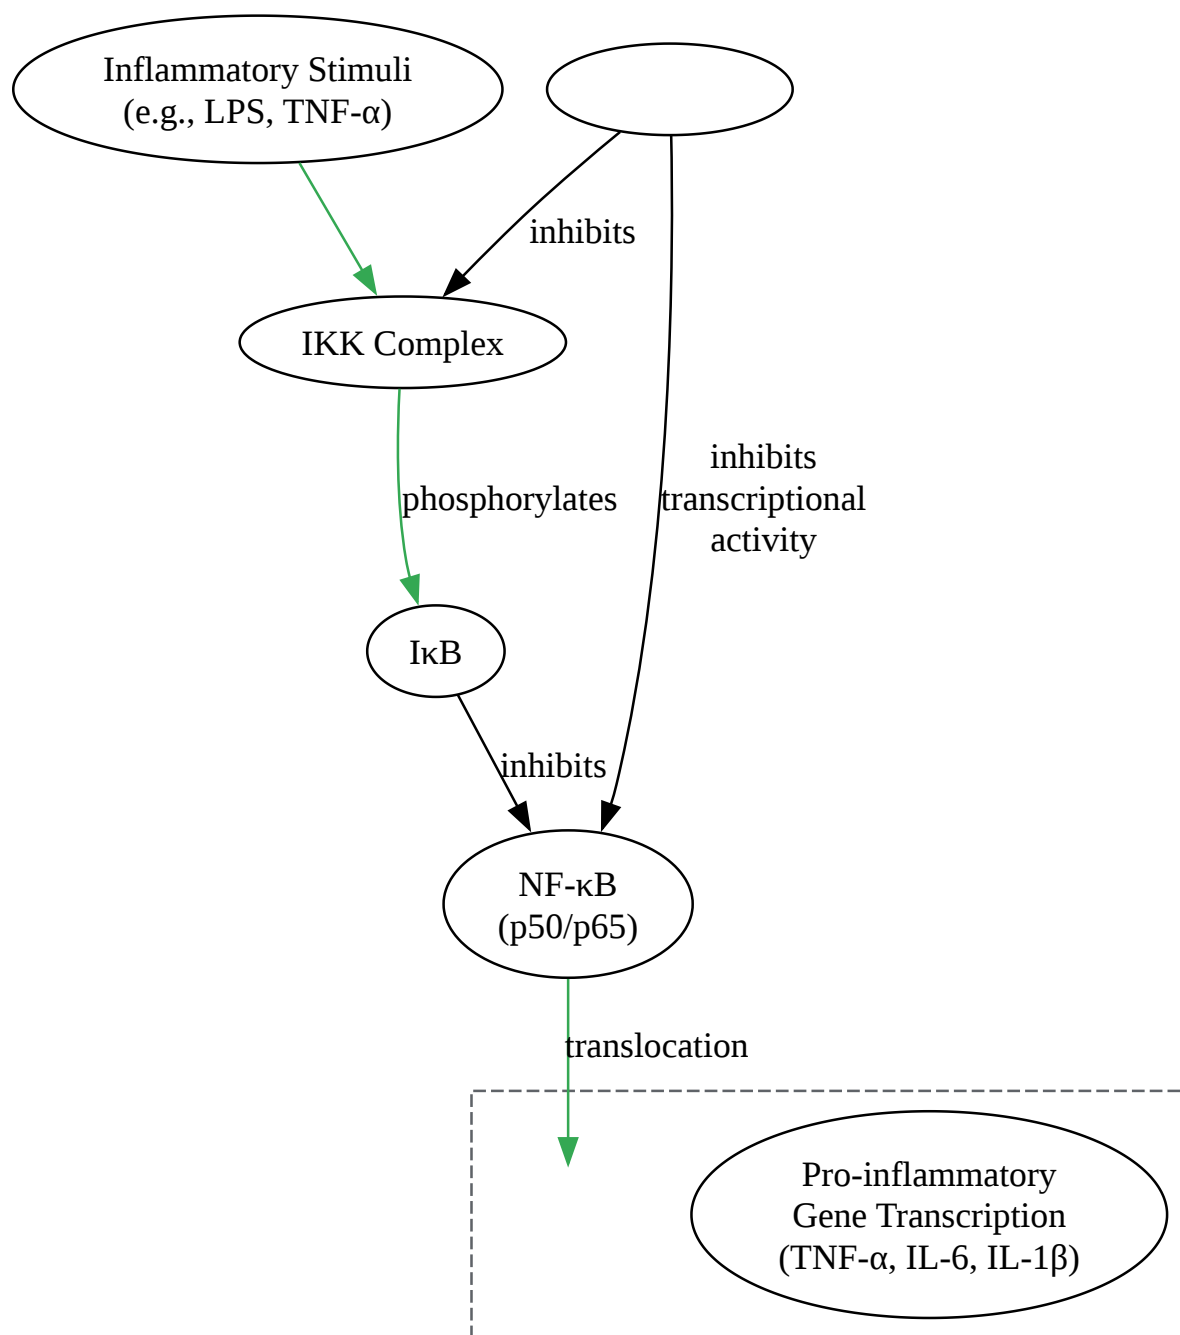 Inflammatory Stimuli
(e.g., LPS, TNF-α)
inhibits
IKK Complex
inhibits
transcriptional
activity
phosphorylates
IκB
inhibits
NF-κB
(p50/p65)
translocation
Pro-inflammatory
Gene Transcription
(TNF-α, IL-6, IL-1β)